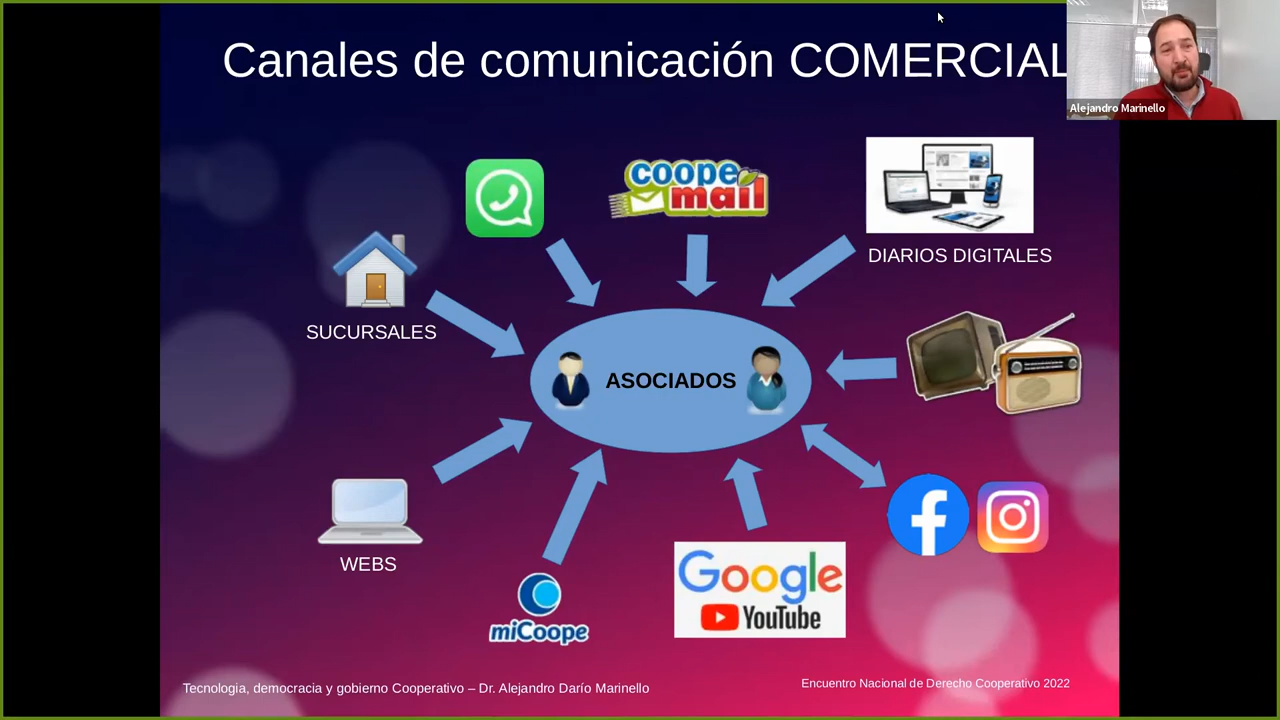 Canales de comunicación COMERCIAL
Alejandro Marinello
coope
mail
DIARIOS DIGITALES
SUCURSALES
ASOCIADOS
WEBS
Google
YouTube
miCoope
Tecnologia, democracia y gobierno Cooperativo – Dr. Alejandro Darío Marinello
Encuentro Nacional de Derecho Cooperativo 2022